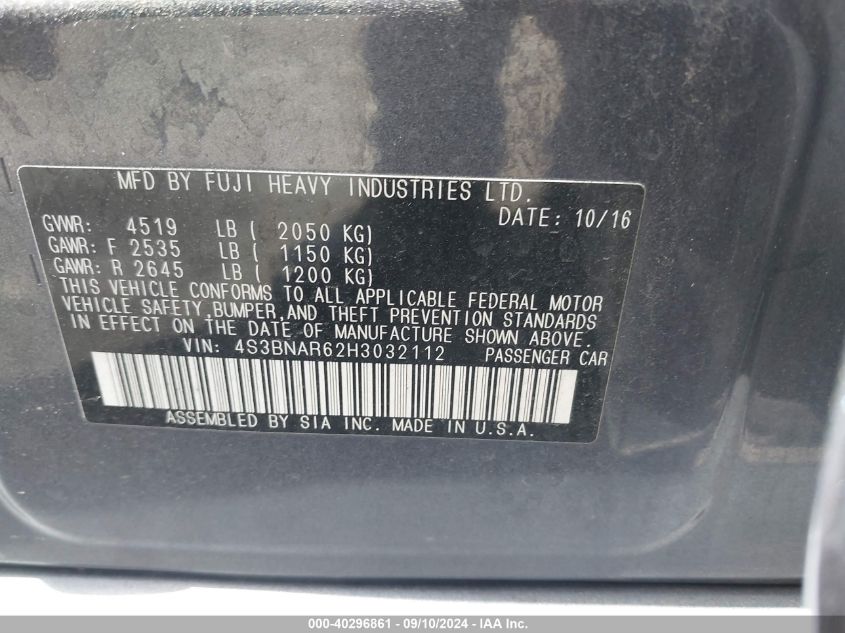 MFD BY FUJI HEAVY INDUSTRIES LTD.
DATE: 10/16
GVWR: 4519 LB ( 2050 KG)
GAWR: F 2535 LB ( 1150 KG)
GAWR: R 2645 LB ( 1200 KG)
THIS VEHICLE CONFORMS TO ALL APPLICABLE FEDERAL MOTOR
VEHICLE SAFETY,BUMPER,AND THEFT PREVENTION STANDARDS
IN EFFECT ON THE DATE OF MANUFACTURE SHOWN ABOVE.
VIN: 4S3BNAR62H3032112 PASSENGER CAR
ASSEMBLED BY SIA INC. MADE IN U.S.A.
000-40296861 - 09/10/2024 - IAA Inc.